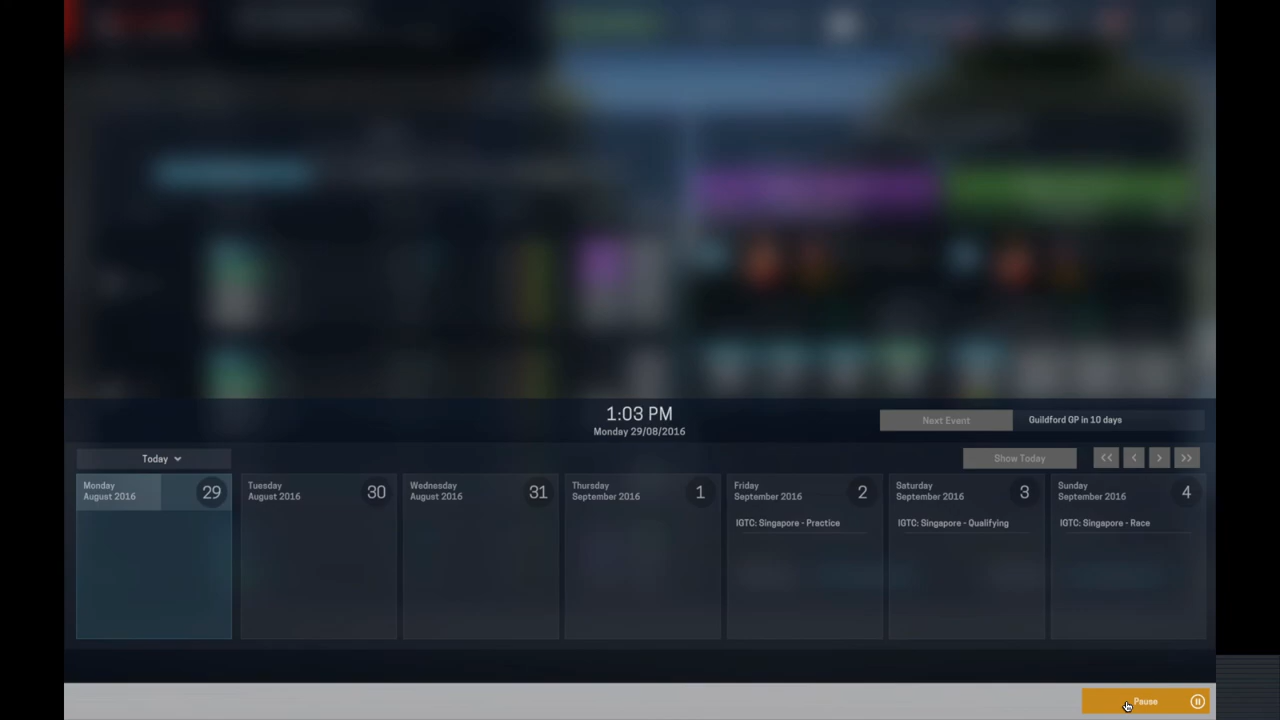 1:03 PM
Monday 29/08/2016
Next Event
Guildford GP in 10 days
Today
Show Today
<< < > >>
Monday
August 2016
29
Tuesday
August 2016
30
Wednesday
August 2016
31
Thursday
September 2016
1
Friday
September 2016
2
IGTC: Singapore - Practice
Saturday
September 2016
3
IGTC: Singapore - Qualifying
Sunday
September 2016
4
IGTC: Singapore - Race
Pause